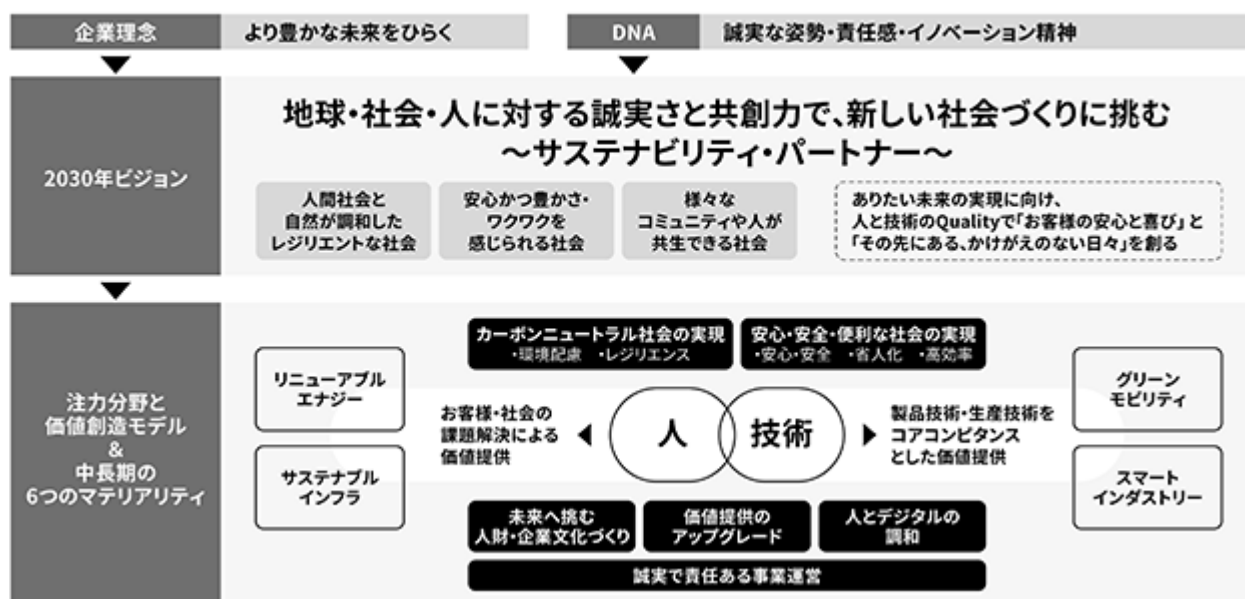 企業理念
より豊かな未来をひらく
DNA
誠実な姿勢・責任感・イノベーション精神
2030年ビジョン
地球・社会・人に対する誠実さと共創力で、新しい社会づくりに挑む
～サステナビリティ・パートナー～
人間社会と
自然が調和した
レジリエントな社会
安心かつ豊かさ・
ワクワクを
感じられる社会
様々な
コミュニティや人が
共生できる社会
ありたい未来の実現に向け、
人と技術のQualityで「お客様の安心と喜び」と
「その先にある、かけがえのない日々」を創る
注力分野と
価値創造モデル
&
中長期の
6つのマテリアリティ
リニューアブル
エナジー
サステナブル
インフラ
カーボンニュートラル社会の実現
・環境配慮 ・レジリエンス
安心・安全・便利な社会の実現
・安心・安全 ・省人化 ・高効率
お客様・社会の
課題解決による
価値提供
人
技術
製品技術・生産技術を
コアコンピタンス
とした価値提供
グリーン
モビリティ
スマート
インダストリー
未来へ挑む
人財・企業文化づくり
価値提供の
アップグレード
人とデジタルの
調和
誠実で責任ある事業運営